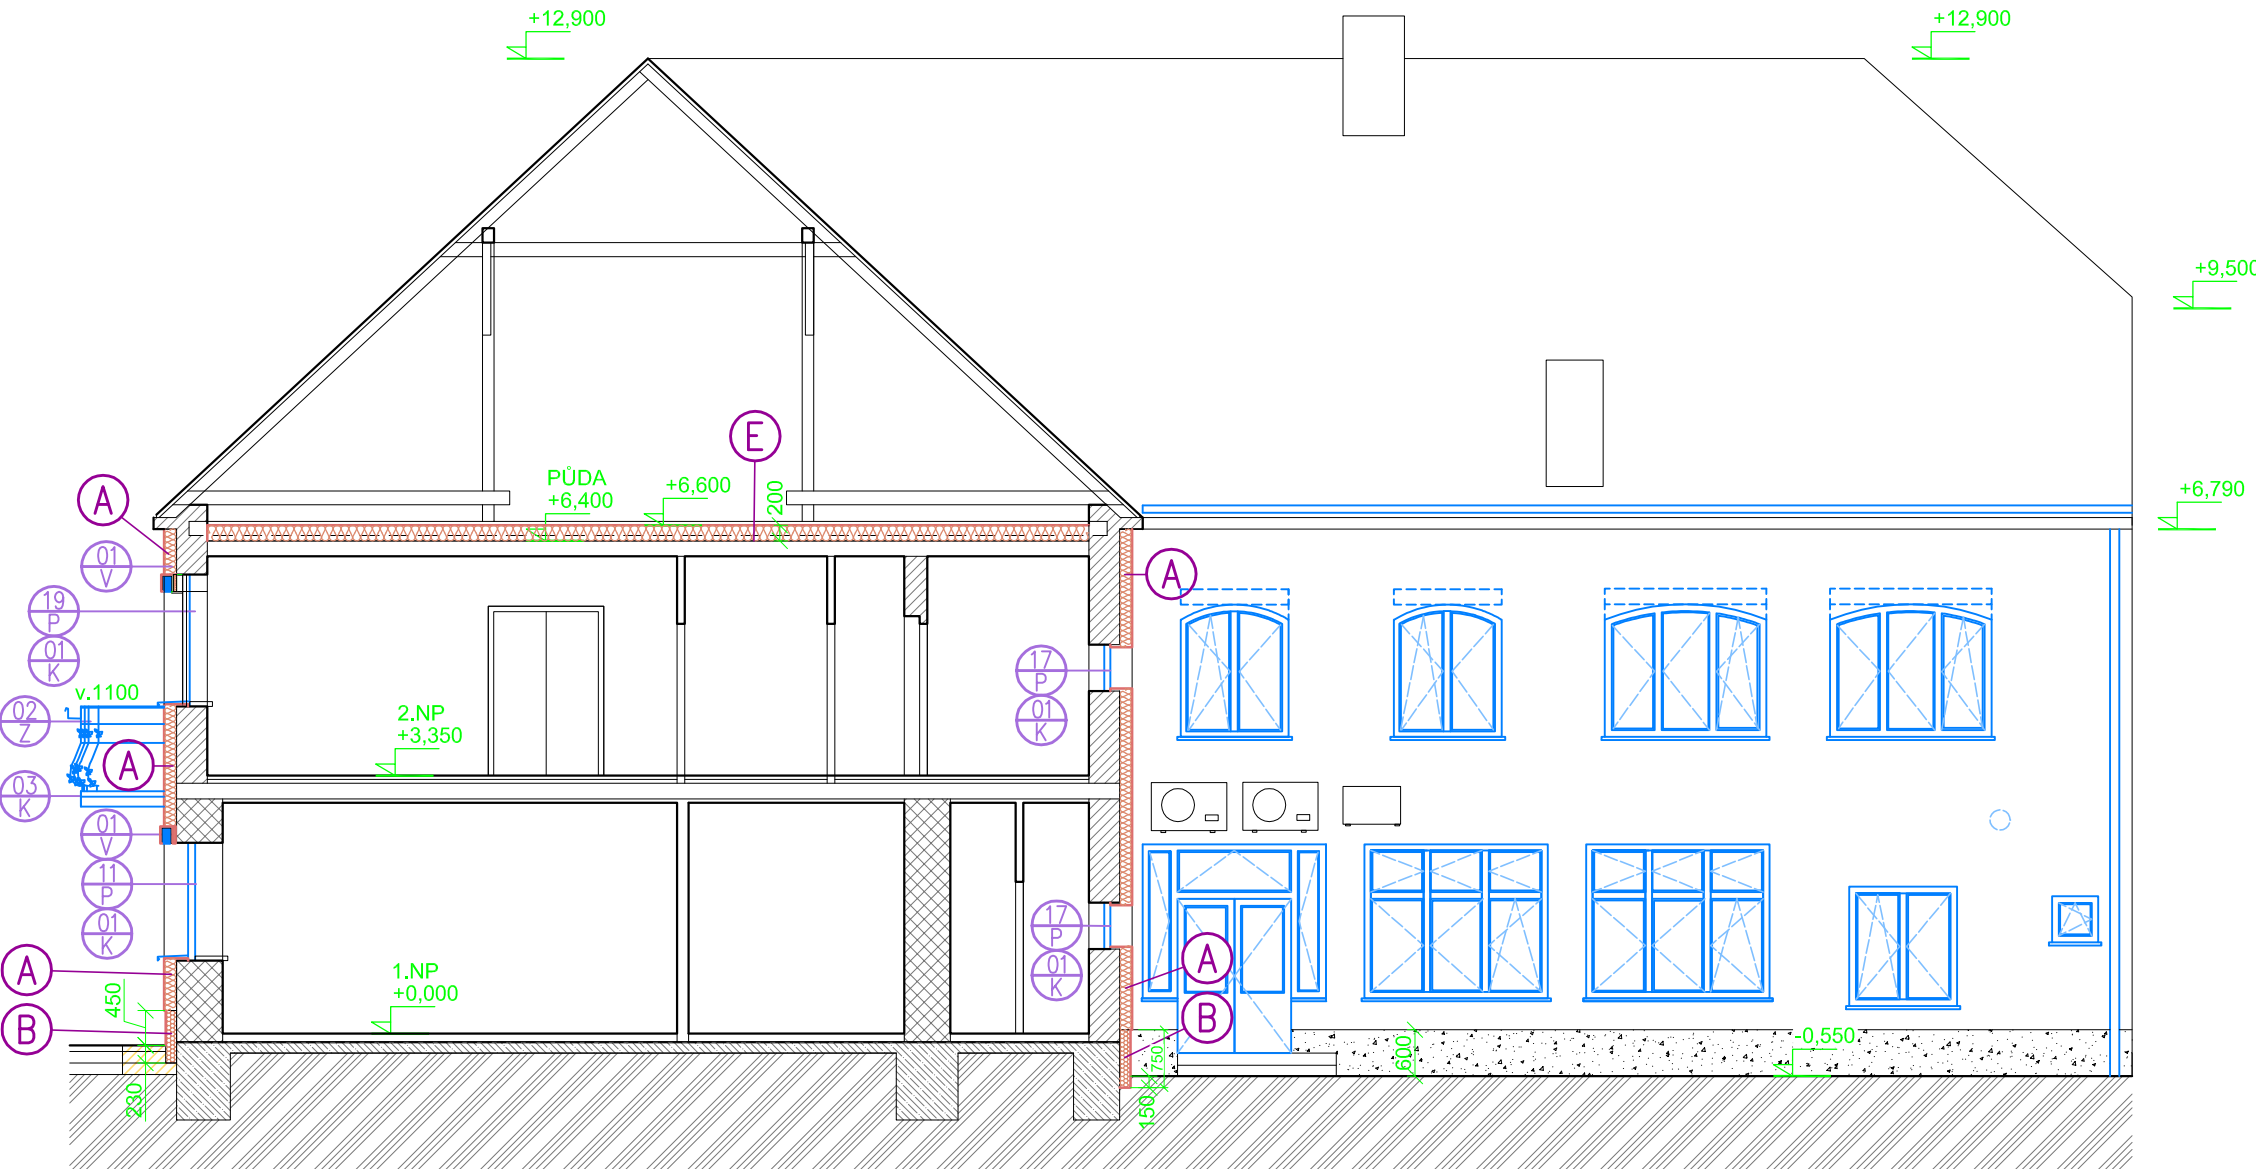 +12,900
+12,900
+9,500
E
PŮDA
+6,400
+6,600
200
+6,790
A
01
V
A
19
P
01
K
17
P
01
K
v.1100
02
Z
2.NP
+3,350
A
03
K
01
V
11
P
01
K
17
P
01
K
A
A
1.NP
+0,000
450
B
B
-0,550
600
750
230
150